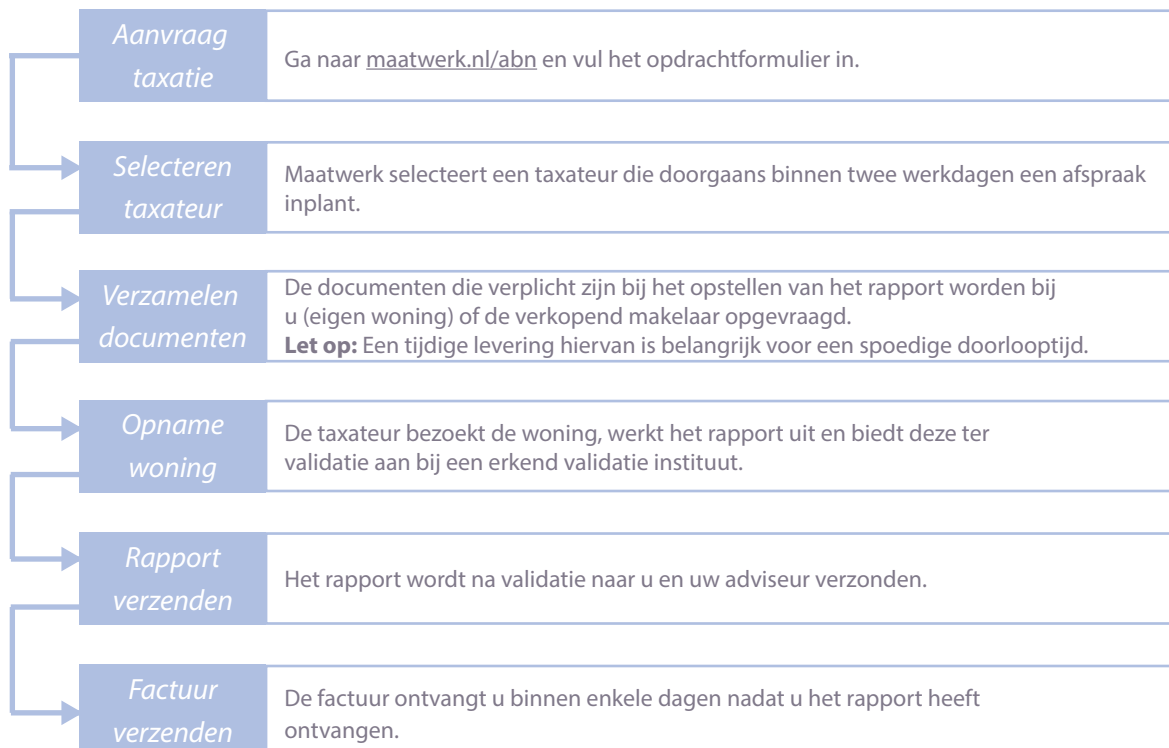 Aanvraag
taxatie
Ga naar maatwerk.nl/abn en vul het opdrachtformulier in.
Selecteren
taxateur
Maatwerk selecteert een taxateur die doorgaans binnen twee werkdagen een afspraak
inplant.
Verzamelen
documenten
De documenten die verplicht zijn bij het opstellen van het rapport worden bij
u (eigen woning) of de verkopend makelaar opgevraagd.
Let op: Een tijdige levering hiervan is belangrijk voor een spoedige doorlooptijd.
Opname
woning
De taxateur bezoekt de woning, werkt het rapport uit en biedt deze ter
validatie aan bij een erkend validatie instituut.
Rapport
verzenden
Het rapport wordt na validatie naar u en uw adviseur verzonden.
Factuur
verzenden
De factuur ontvangt u binnen enkele dagen nadat u het rapport heeft
ontvangen.